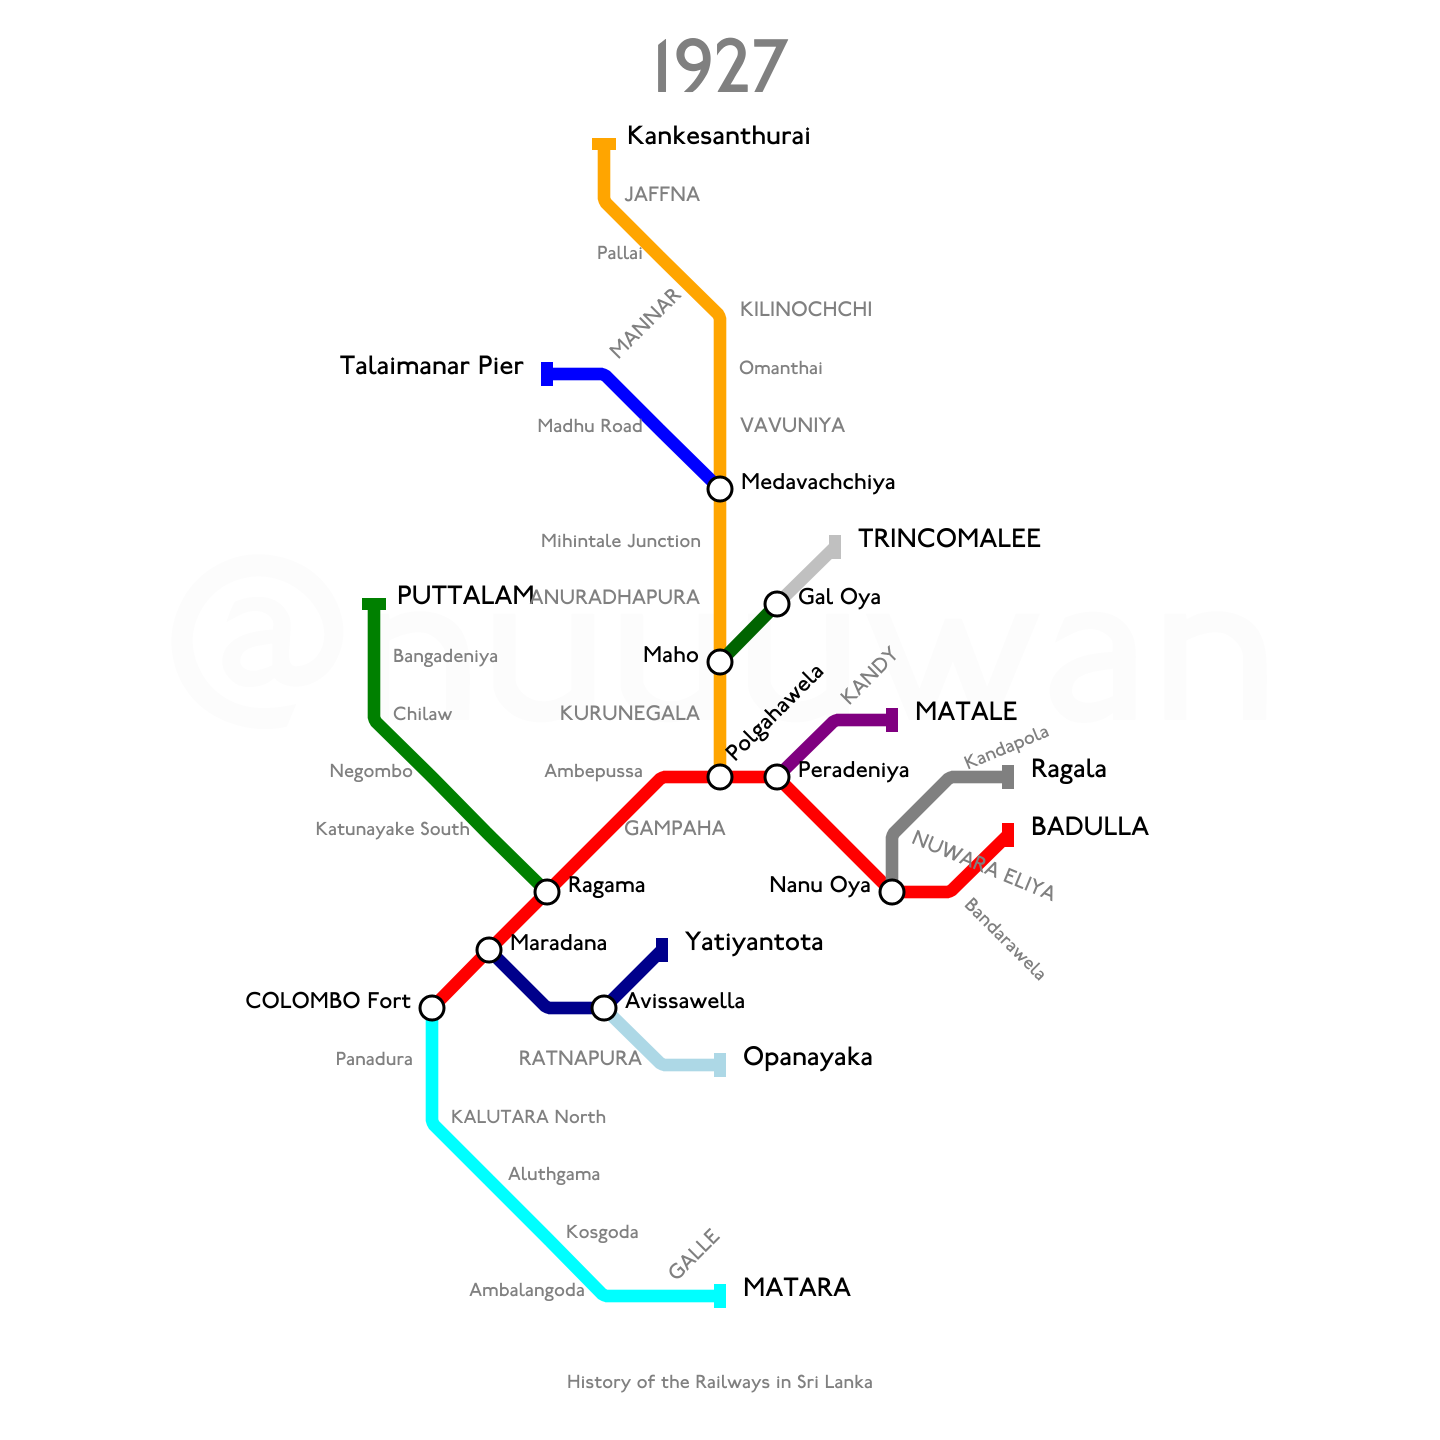 1927
Kankesanthurai
JAFFNA
Pallai
MANNAR
KILINOCHCHI
Talaimanar Pier
Omanthai
Madhu Road
VAVUNIYA
Medavachchiya
Mihintale Junction
TRINCOMALEE
PUTTALAM
ANURADHAPURA
Gal Oya
Bangadeniya
Maho
Polgahawela
KANDY
Chilaw
KURUNEGALA
MATALE
Kandapola
Negombo
Ambepussa
Peradeniya
Ragala
Katunayake South
GAMPAHA
BADULLA
NUWARA ELIYA
Ragama
Nanu Oya
Bandarawela
Maradana
Yatiyantota
COLOMBO Fort
Avissawella
Panadura
RATNAPURA
Opanayaka
KALUTARA North
Aluthgama
Kosgoda
GALLE
Ambalangoda
MATARA
History of the Railways in Sri Lanka